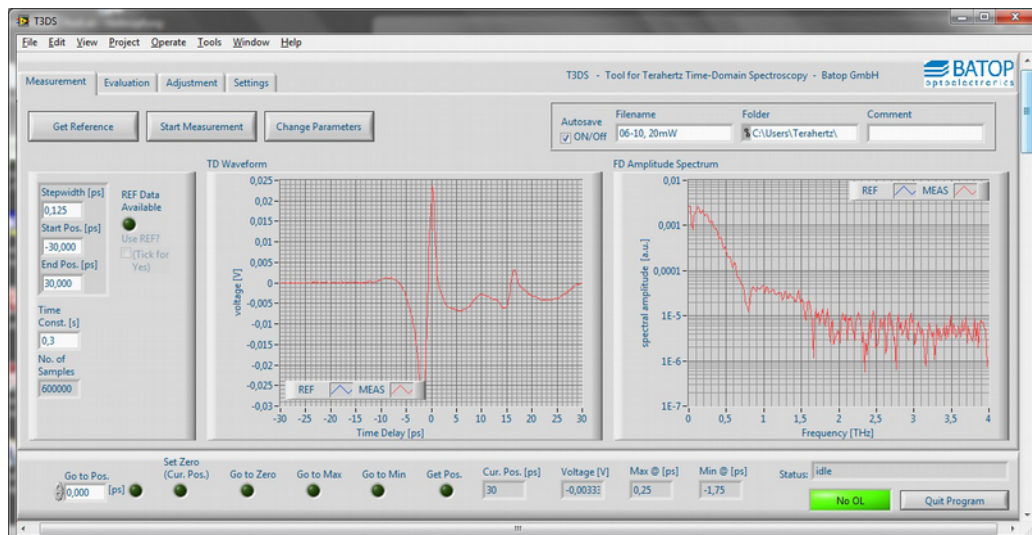 T3DS
File Edit View Project Operate Tools Window Help
Measurement Evaluation Adjustment Settings
T3DS - Tool for Terahertz Time-Domain Spectroscopy - Batop GmbH
BATOP
optoelectronics
Get Reference Start Measurement Change Parameters
Autosave
ON/OFF
Filename
06-10, 20mW
Folder
C:\Users\Terahertz\
Comment
Stepwidth [ps]
0,125
Start Pos. [ps]
-30,000
End Pos. [ps]
30,000
REF Data
Available
Use REF?
(Tick for
Yes)
Time
Const. [s]
0,3
No. of
Samples
600000
TD Waveform
voltage [V]
0,025
0,02
0,01
0,01
0,005
0
-0,005
-0,01
-0,015
-0,02
-0,025
-0,03
REF MEAS
-30 -25 -20 -15 -10 -5 0 5 10 15 20 25 30
Time Delay [ps]
FD Amplitude Spectrum
REF MEAS
spectral amplitude [a.u.]
0,01
0,001
0,0001
1E-5
1E-6
1E-7
0 0,5 1 1,5 2 2,5 3 3,5 4
Frequency [THz]
Go to Pos.
0,000 [ps]
Set Zero
(Cur. Pos.)
Go to Zero
Go to Max
Go to Min
Get Pos.
Cur. Pos. [ps]
30
Voltage [V]
-0,00333
Max @ [ps]
0,25
Min @ [ps]
-1,75
Status: idle
No OL
Quit Program